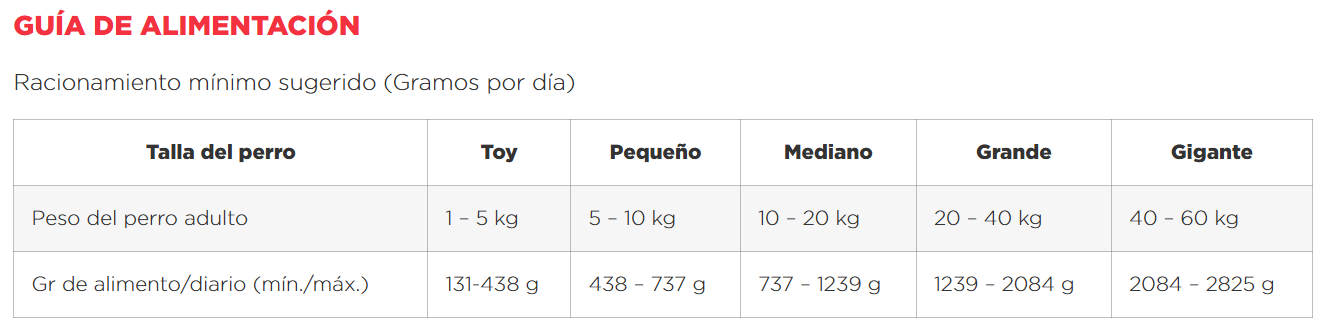 GUÍA DE ALIMENTACIÓN
Racionamiento mínimo sugerido (Gramos por día)
Talla del perro Toy Pequeño Mediano Grande Gigante
Peso del perro adulto 1 – 5 kg 5 – 10 kg 10 – 20 kg 20 – 40 kg 40 – 60 kg
Gr de alimento/diario (mín./máx.) 131-438 g 438 – 737 g 737 – 1239 g 1239 – 2084 g 2084 – 2825 g